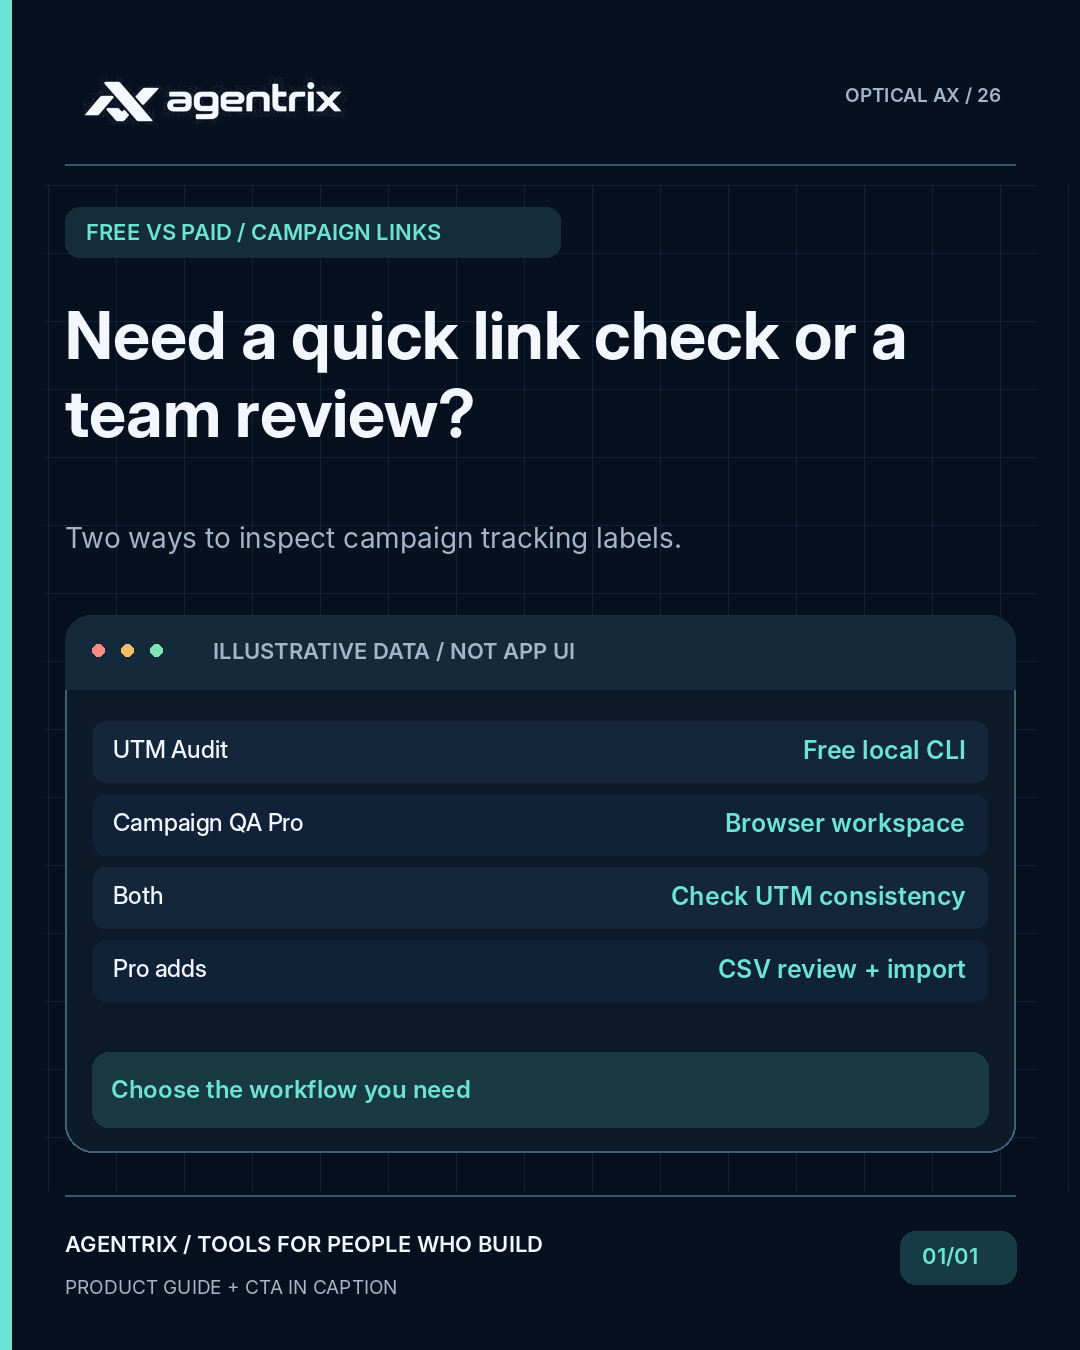 agentrix
OPTICAL AX / 26
FREE VS PAID / CAMPAIGN LINKS
Need a quick link check or a
team review?
Two ways to inspect campaign tracking labels.
ILLUSTRATIVE DATA / NOT APP UI
UTM Audit Free local CLI
Campaign QA Pro Browser workspace
Both Check UTM consistency
Pro adds CSV review + import
Choose the workflow you need
AGENTRIX / TOOLS FOR PEOPLE WHO BUILD
01/01
PRODUCT GUIDE + CTA IN CAPTION